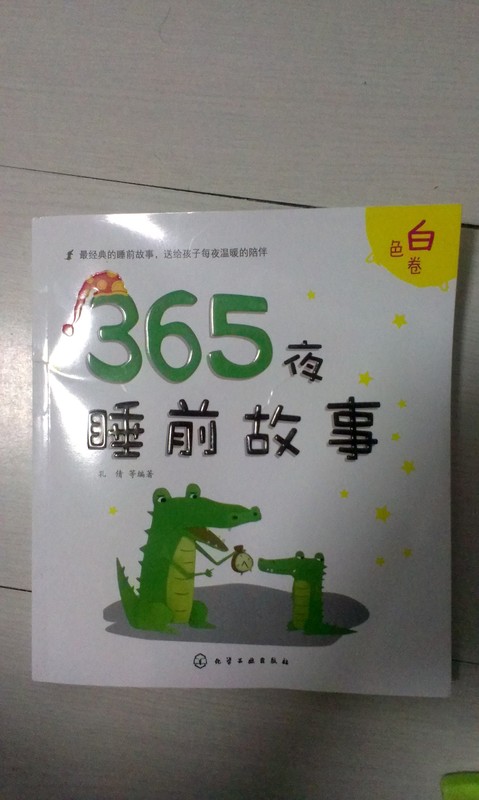 最经典的睡前故事，送给孩子每夜温暖的陪伴
白色卷
365夜
睡前故事
孔 倩 等编著
化学工业出版社